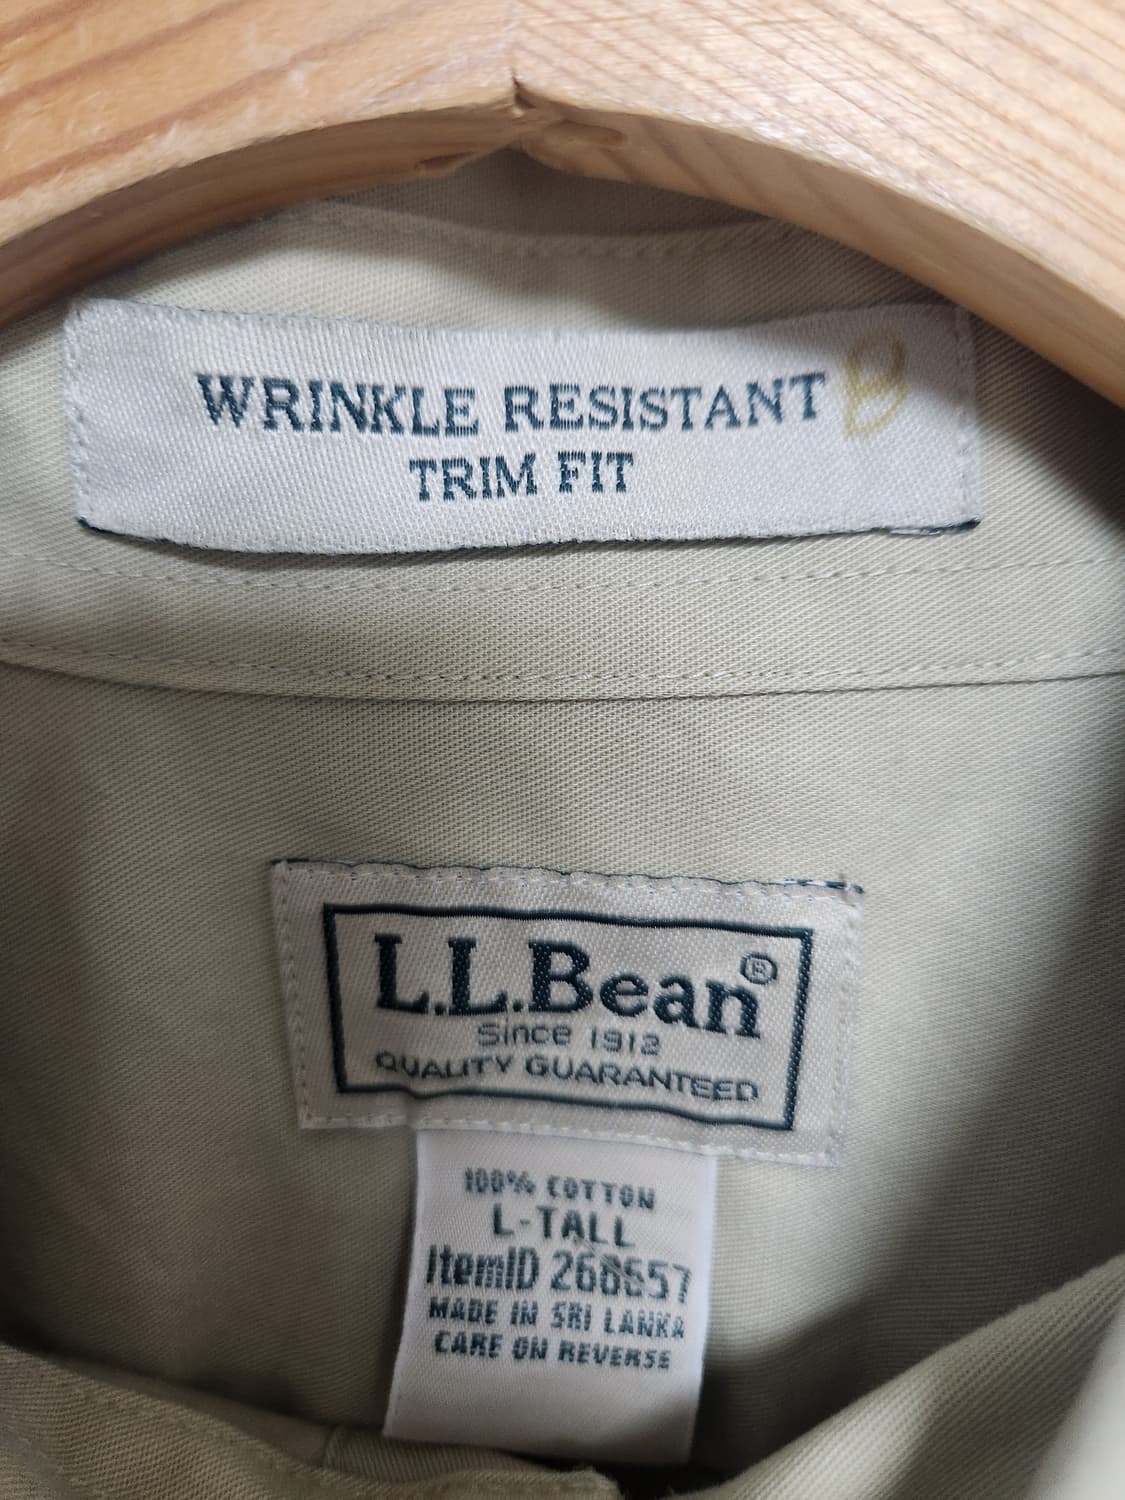 WRINKLE RESISTANT B
TRIM FIT
L.L.Bean®
Since 1912
QUALITY GUARANTEED
100% COTTON
L-TALL
ItemID 268657
MADE IN SRI LANKA
CARE ON REVERSE